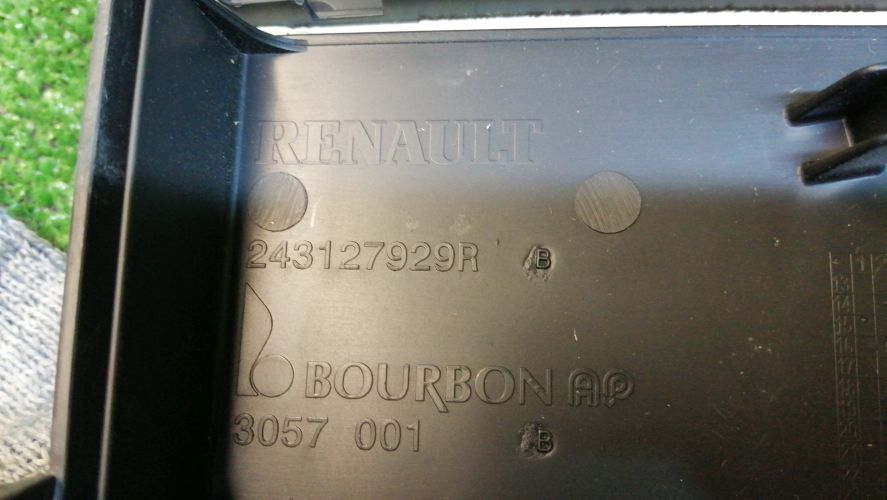 RENAULT
243127929R B
BOURBON AP
3057 001 B